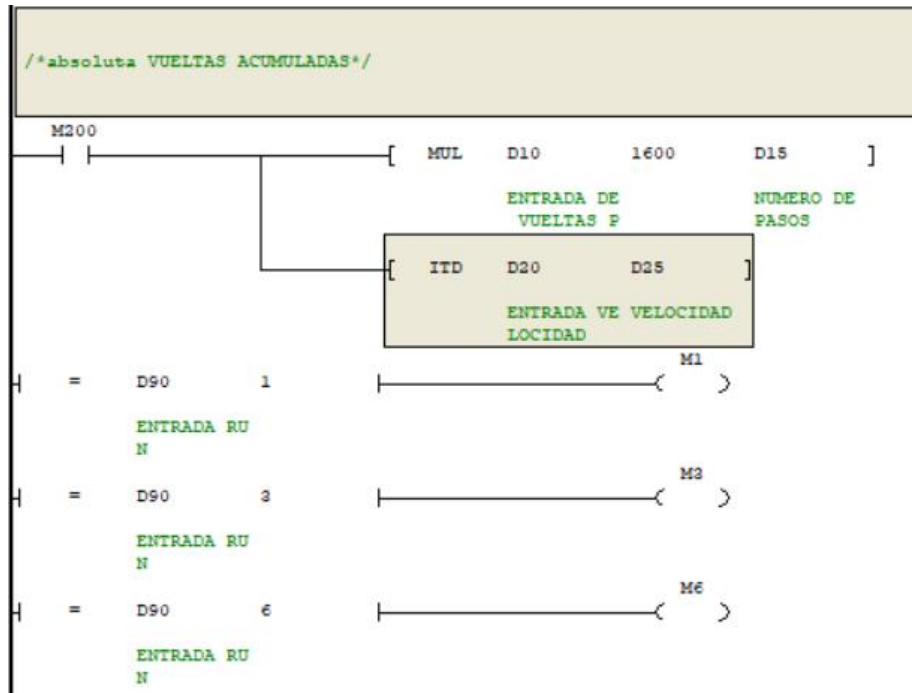 /*absoluta VUELTAS ACUMULADAS*/
M200
[ MUL D10 1600 D15 ]
ENTRADA DE NUMERO DE
VUELTAS P PASOS
[ ITD D20 D25 ]
ENTRADA VE VELOCIDAD
LOCIDAD
M1
= D90 1 ( )
ENTRADA RU
N
M3
= D90 3 ( )
ENTRADA RU
N
M6
= D90 6 ( )
ENTRADA RU
N